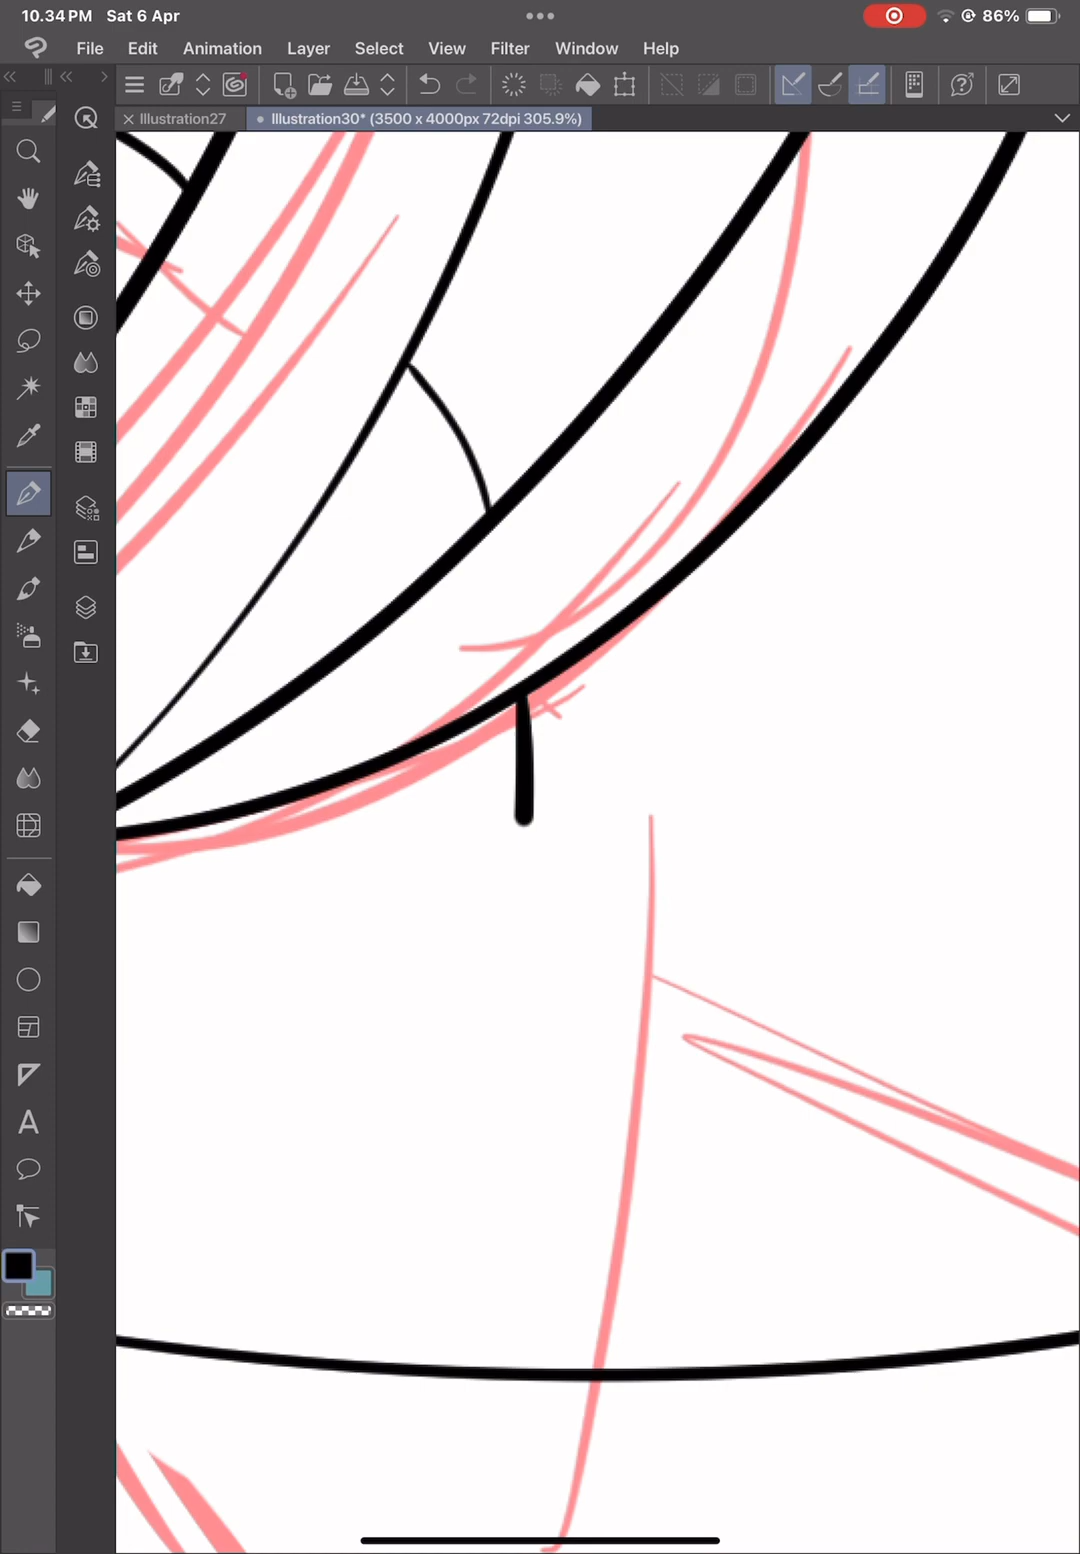 10.34 PM Sat 6 Apr 86%
File Edit Animation Layer Select View Filter Window Help
Illustration27 Illustration30* (3500 x 4000px 72dpi 305.9%)
A